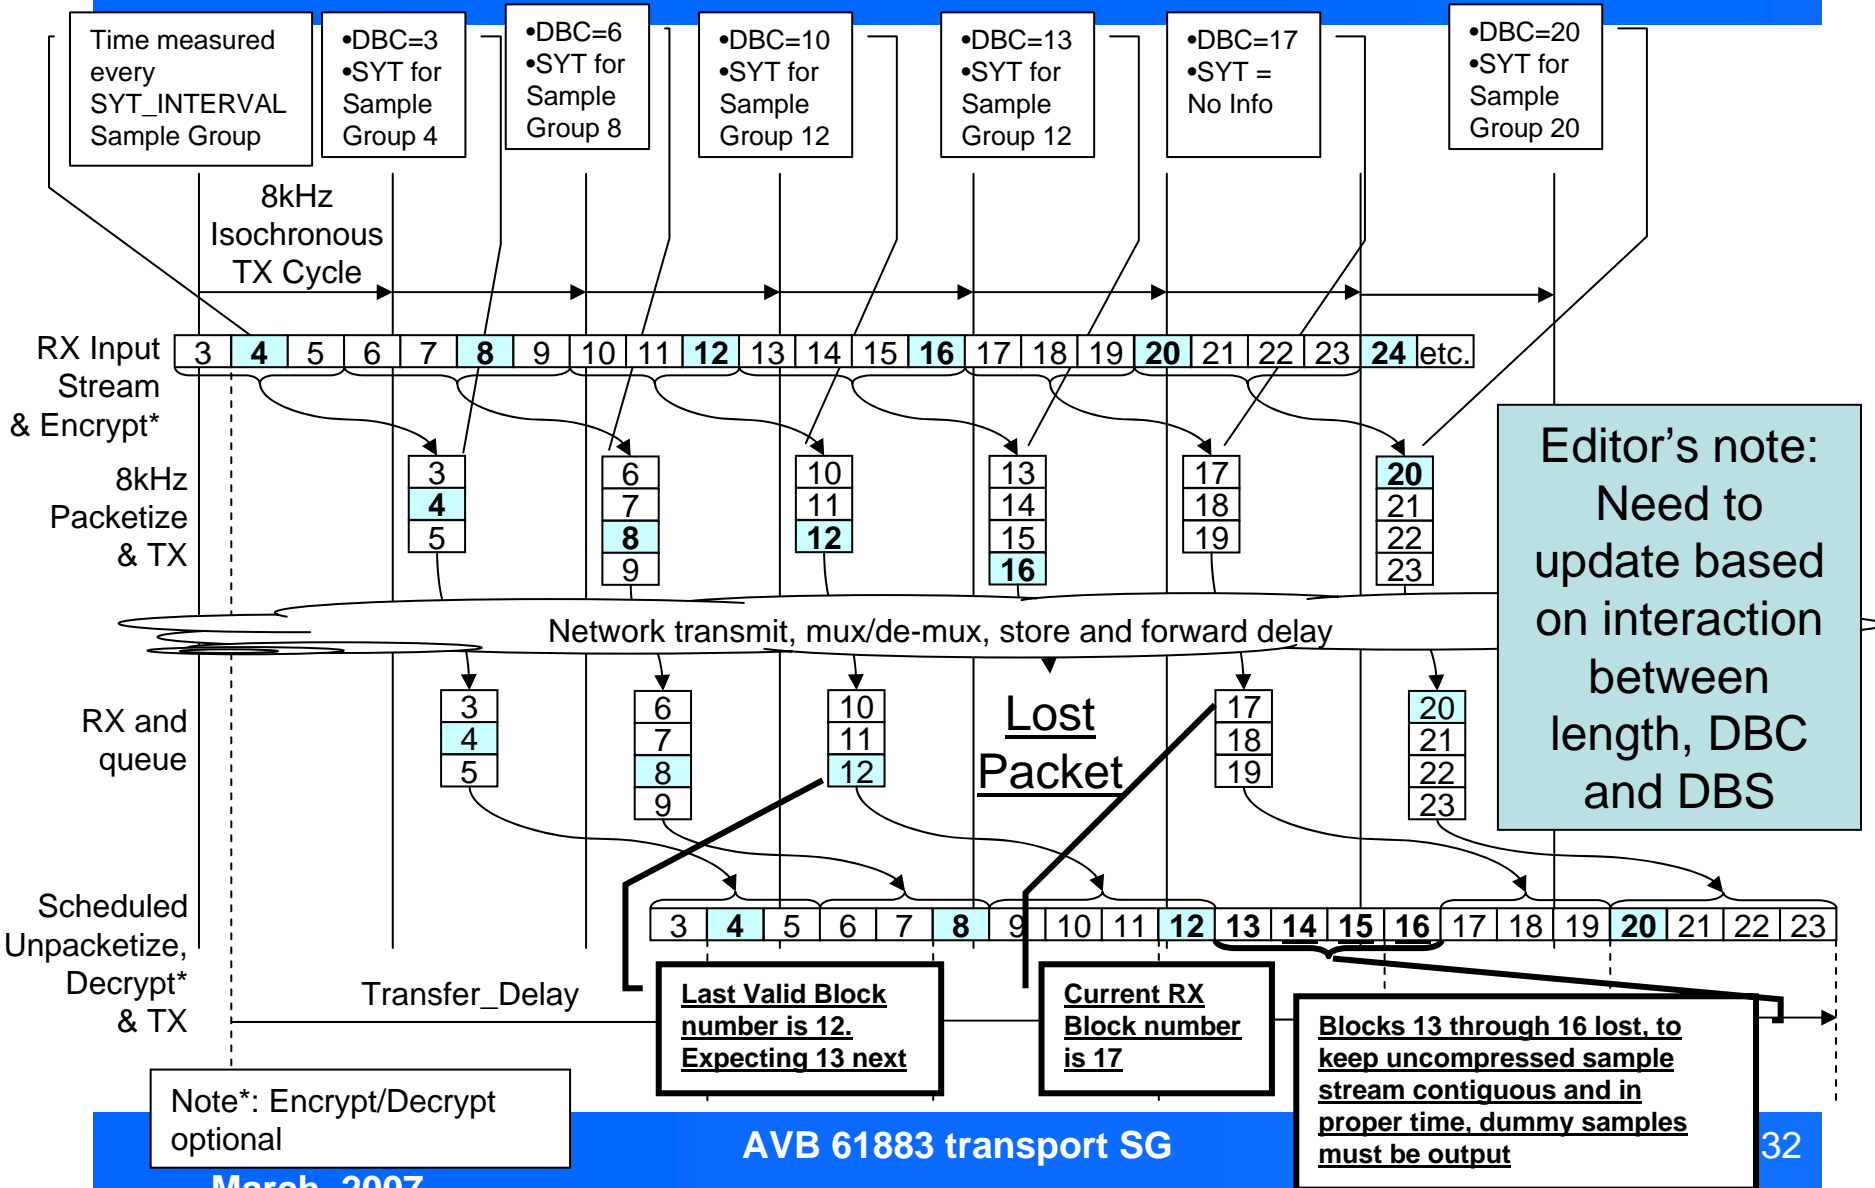 Time measured
every
SYT_INTERVAL
Sample Group
•DBC=3
•SYT for
Sample
Group 4
•DBC=6
•SYT for
Sample
Group 8
•DBC=10
•SYT for
Sample
Group 12
•DBC=13
•SYT for
Sample
Group 12
•DBC=17
•SYT =
No Info
•DBC=20
•SYT for
Sample
Group 20
8kHz
Isochronous
TX Cycle
RX Input
Stream
& Encrypt*
3 4 5 6 7 8 9 10 11 12 13 14 15 16 17 18 19 20 21 22 23 24 etc.
8kHz
Packetize
& TX
3
4
5
6
7
8
9
10
11
12
13
14
15
16
17
18
19
20
21
22
23
Editor's note:
Need to
update based
on interaction
between
length, DBC
and DBS
Network transmit, mux/de-mux, store and forward delay
RX and
queue
3
4
5
6
7
8
9
10
11
12
Lost
Packet
17
18
19
20
21
22
23
Scheduled
Unpacketize,
Decrypt*
& TX
3 4 5 6 7 8 9 10 11 12 13 14 15 16 17 18 19 20 21 22 23
Transfer_Delay
Last Valid Block
number is 12.
Expecting 13 next
Current RX
Block number
is 17
Blocks 13 through 16 lost, to
keep uncompressed sample
stream contiguous and in
proper time, dummy samples
must be output
Note*: Encrypt/Decrypt
optional
AVB 61883 transport SG
32
March, 2007